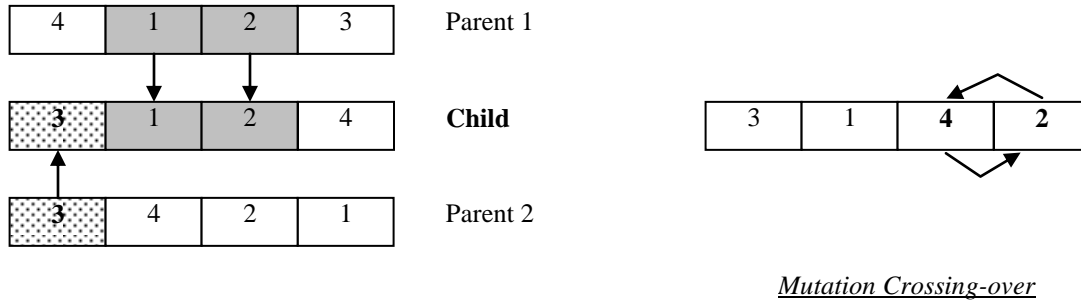 4 1 2 3 Parent 1
3 1 2 4 Child
3 1 4 2
3 4 2 1 Parent 2
Mutation Crossing-over